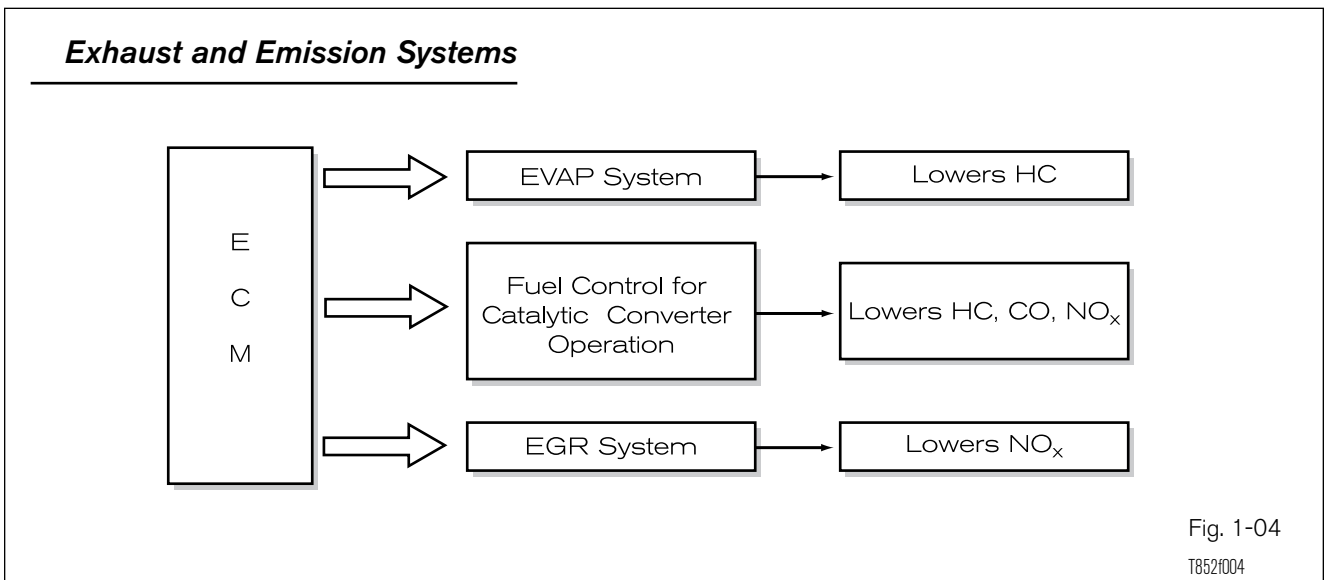 Exhaust and Emission Systems
E
C
M
EVAP System
Lowers HC
Fuel Control for
Catalytic Converter
Operation
Lowers HC, CO, NOx
EGR System
Lowers NOx
Fig. 1-04
T852f004